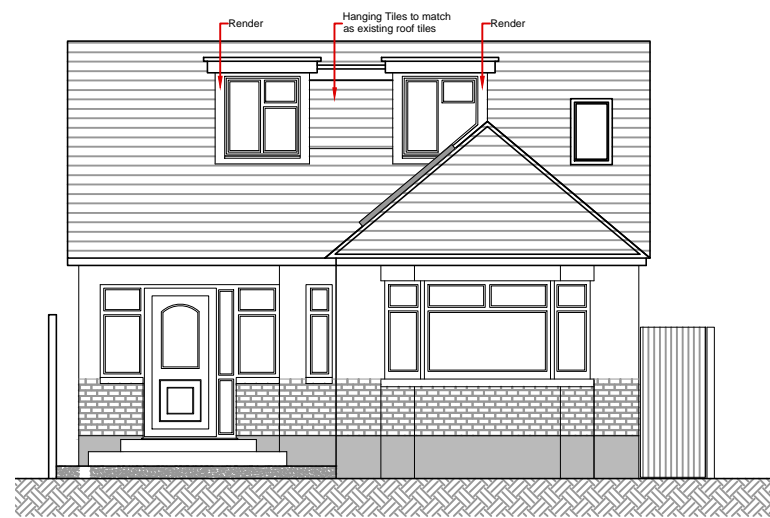 Render
Hanging Tiles to match
as existing roof tiles
Render